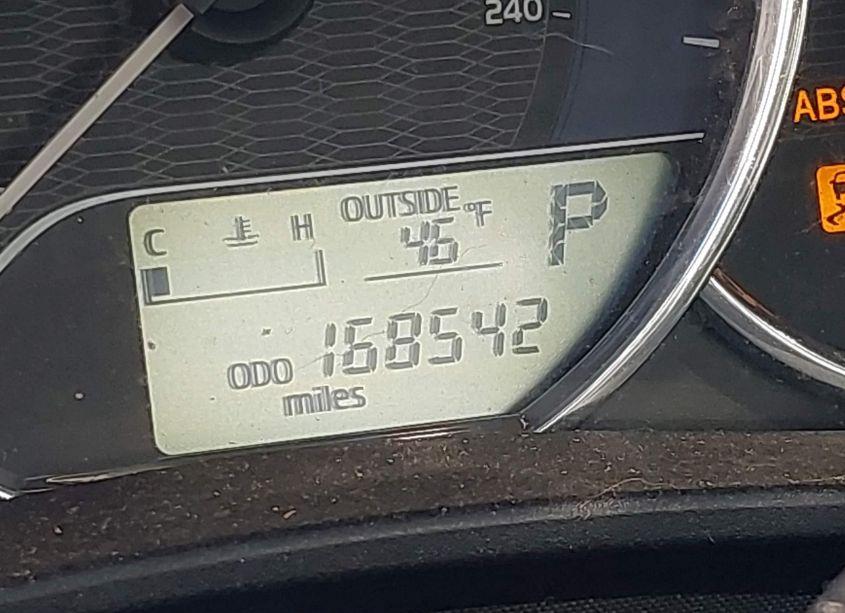 240
ABS
C H OUTSIDE °F P
46
ODO 168542
miles